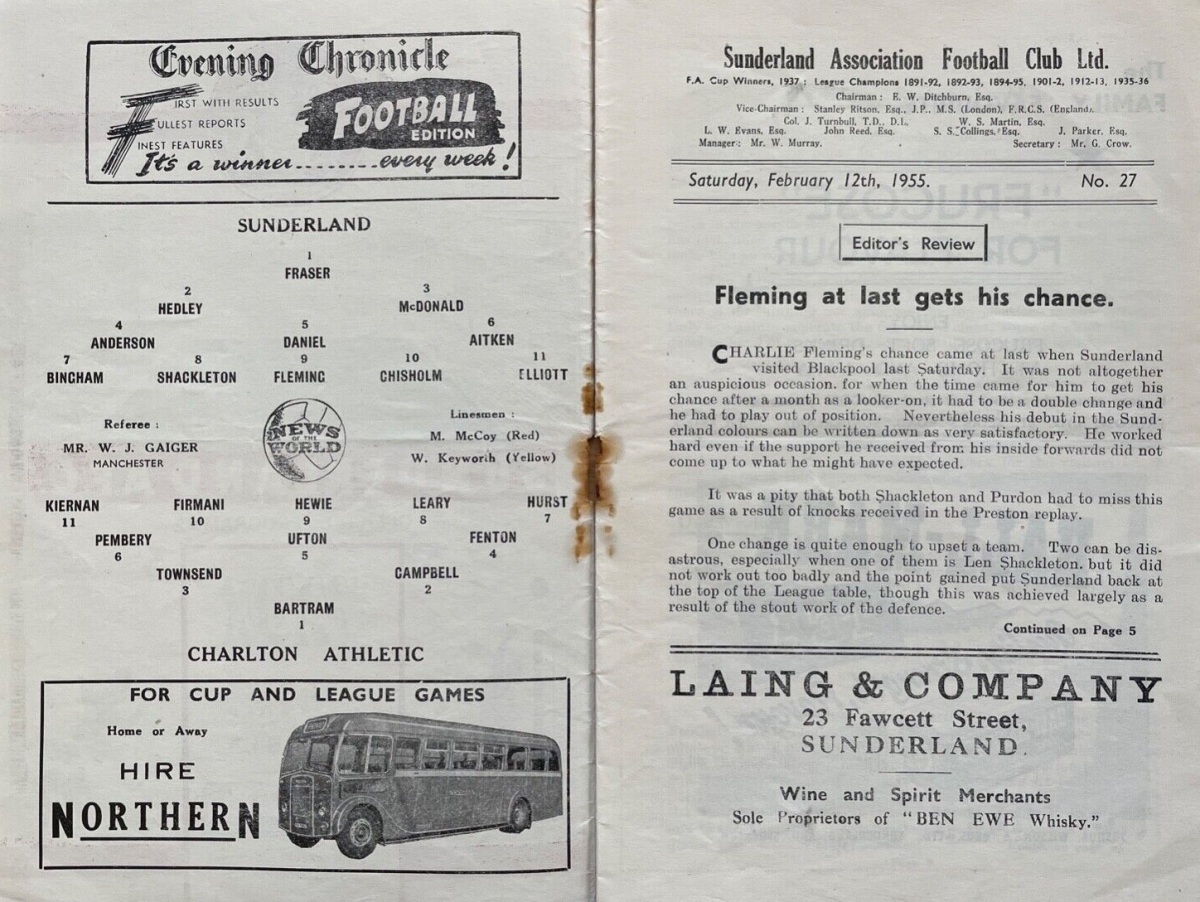 Evening Chronicle
FIRST WITH RESULTS
FULLEST REPORTS
FINEST FEATURES
FOOTBALL
EDITION
It's a winner.......every week!
SUNDERLAND
1
FRASER
2 3
HEDLEY McDONALD
4 5 6
ANDERSON DANIEL AITKEN
7 8 9 10 11
BINGHAM SHACKLETON FLEMING CHISHOLM ELLIOTT
Referee :
MR. W. J. GAIGER
MANCHESTER
NEWS
OF THE
WORLD
Linesmen :
M. McCoy (Red)
W. Keyworth (Yellow)
KIERNAN FIRMANI HEWIE LEARY HURST
11 10 9 8 7
PEMBERY UFTON FENTON
6 5 4
TOWNSEND CAMPBELL
3 2
BARTRAM
1
CHARLTON ATHLETIC
FOR CUP AND LEAGUE GAMES
Home or Away
HIRE
NORTHERN
Sunderland Association Football Club Ltd.
F.A. Cup Winners, 1937 : League Champions 1891-92, 1892-93, 1894-95, 1901-2, 1912-13, 1935-36
Chairman : E. W. Ditchburn, Esq.
Vice-Chairman : Stanley Ritson, Esq., J.P., M.S. (London), F.R.C.S. (England).
Col. J. Turnbull, T.D., D.L. W. S. Martin, Esq.
L. W. Evans, Esq. John Reed, Esq. S. S. Collings, Esq. J. Parker, Esq.
Manager : Mr. W. Murray. Secretary : Mr. G. Crow.
Saturday, February 12th, 1955. No. 27
Editor's Review
Fleming at last gets his chance.
CHARLIE Fleming's chance came at last when Sunderland
visited Blackpool last Saturday. It was not altogether
an auspicious occasion. for when the time came for him to get his
chance after a month as a looker-on, it had to be a double change and
he had to play out of position. Nevertheless his debut in the Sund-
erland colours can be written down as very satisfactory. He worked
hard even if the support he received from his inside forwards did not
come up to what he might have expected.
It was a pity that both Shackleton and Purdon had to miss this
game as a result of knocks received in the Preston replay.
One change is quite enough to upset a team. Two can be dis-
astrous, especially when one of them is Len Shackleton. but it did
not work out too badly and the point gained put Sunderland back at
the top of the League table, though this was achieved largely as a
result of the stout work of the defence.
Continued on Page 5
LAING & COMPANY
23 Fawcett Street,
SUNDERLAND.
Wine and Spirit Merchants
Sole Proprietors of "BEN EWE Whisky."